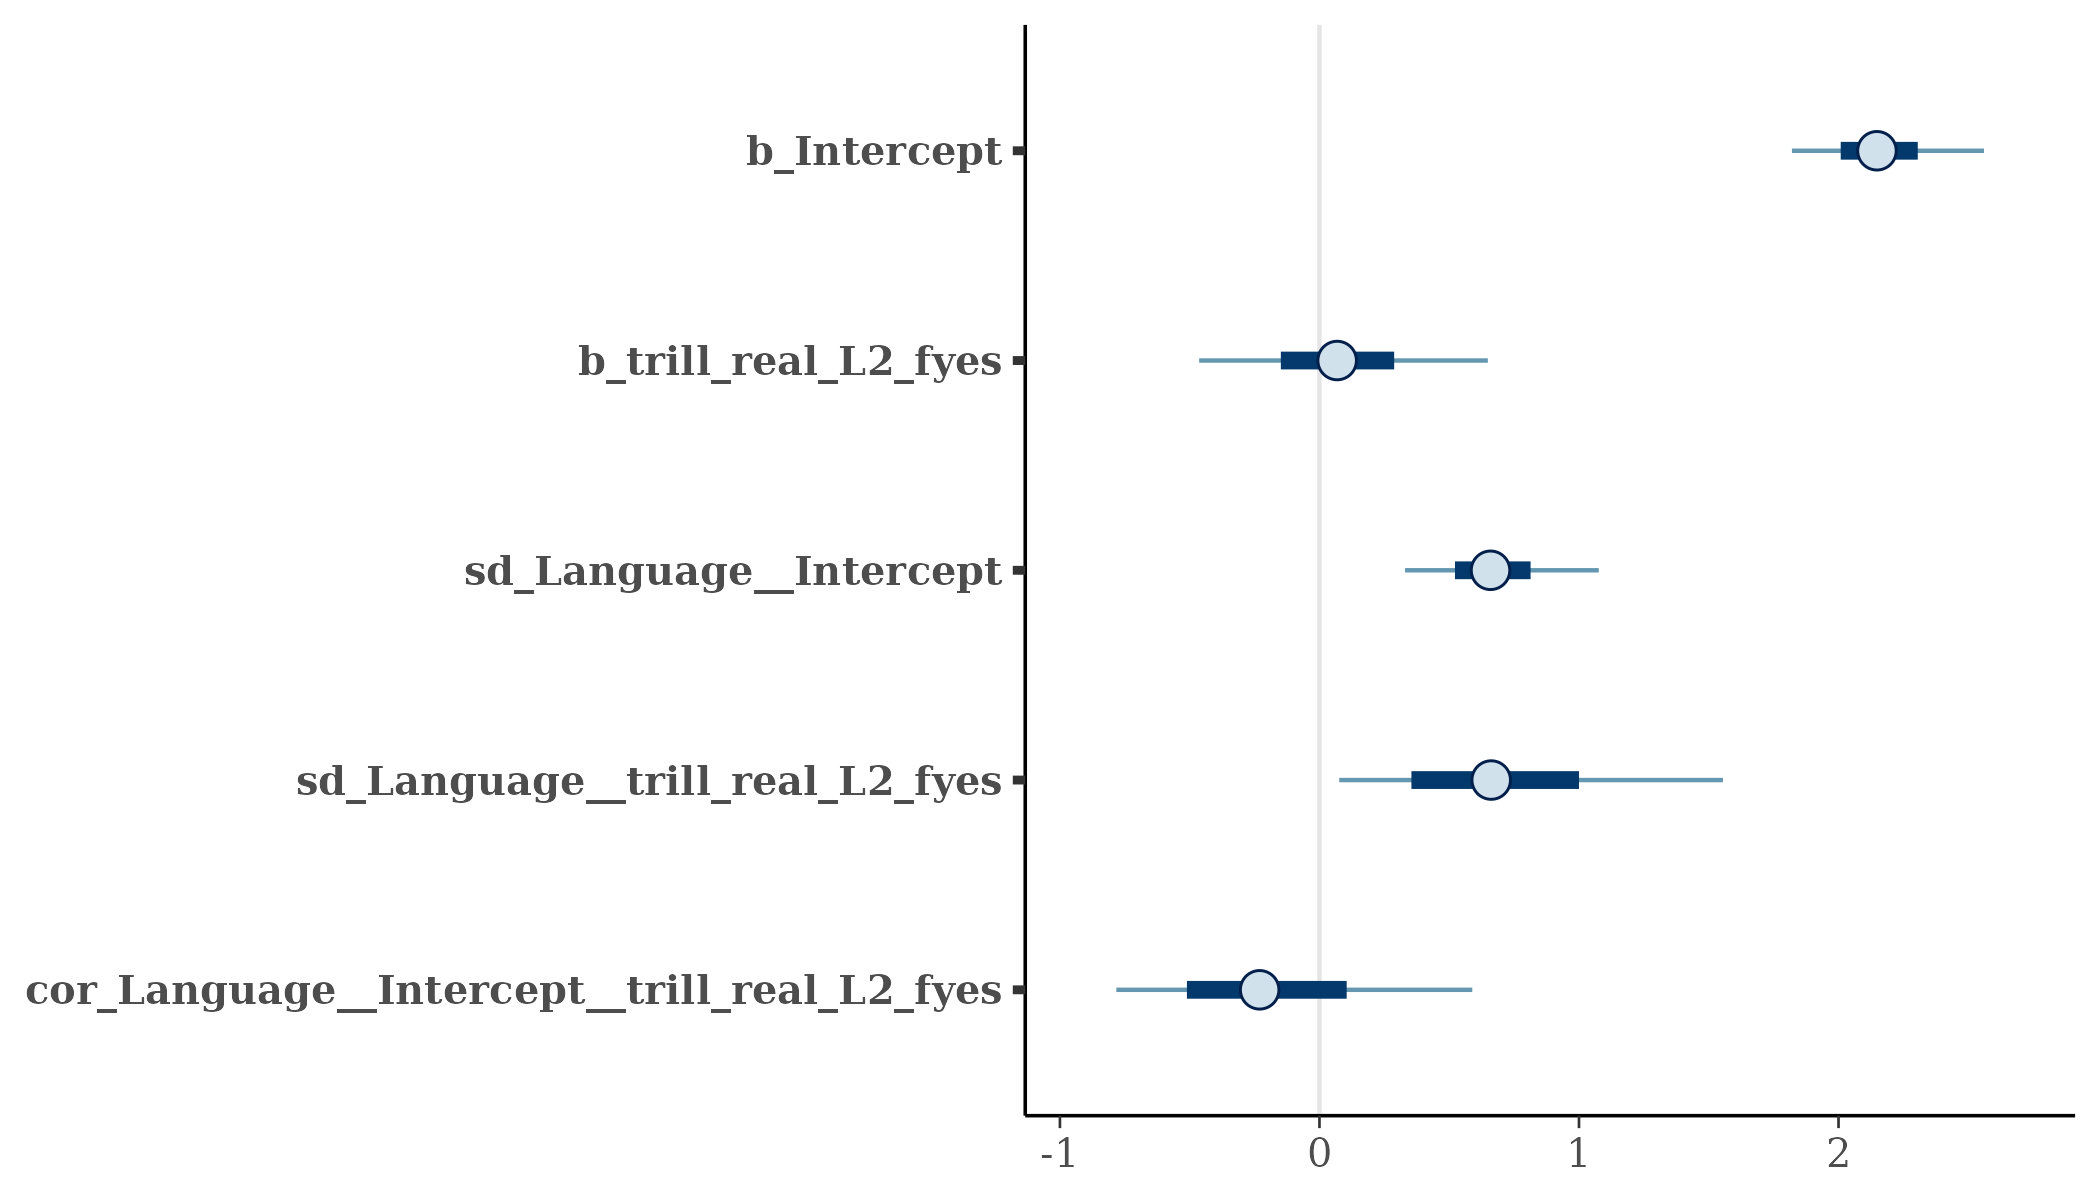 b_Intercept
b_trill_real_L2_fyes
sd_Language__Intercept
sd_Language__trill_real_L2_fyes
cor_Language__Intercept__trill_real_L2_fyes
-1 0 1 2